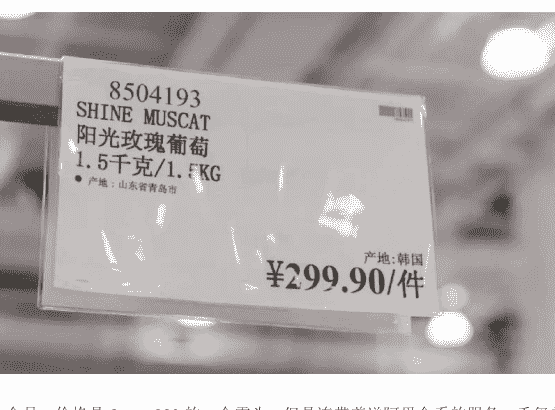 8504193
SHINE MUSCAT
阳光玫瑰葡萄
1.5千克/1.5KG
● 产地：山东省青岛市
产地:韩国
¥299.90/件